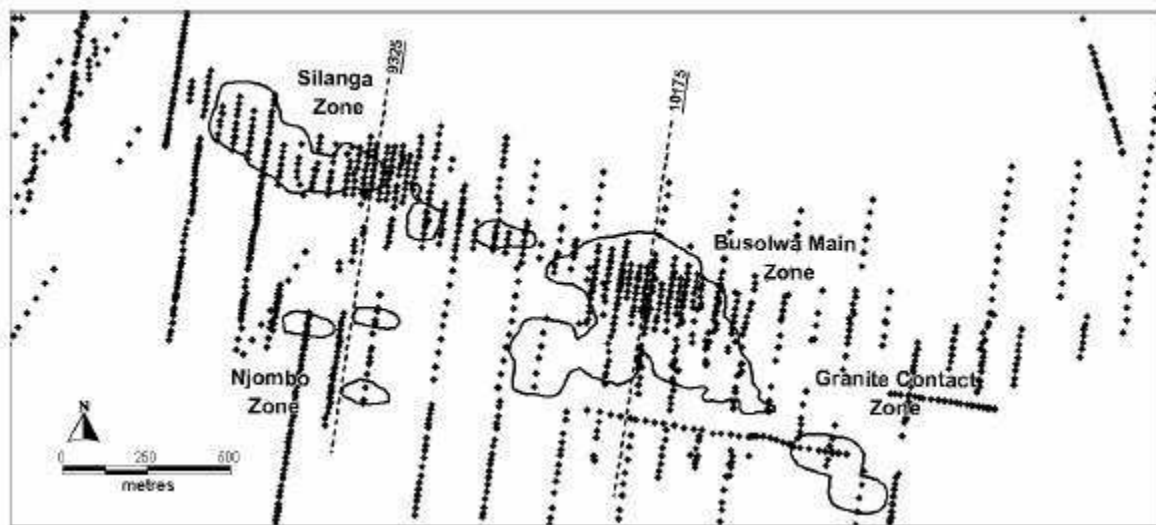 9325
Silanga
Zone
10175
Busolwa Main
Zone
Njombo
Zone
Granite Contact
Zone
N
0 250 500
metres